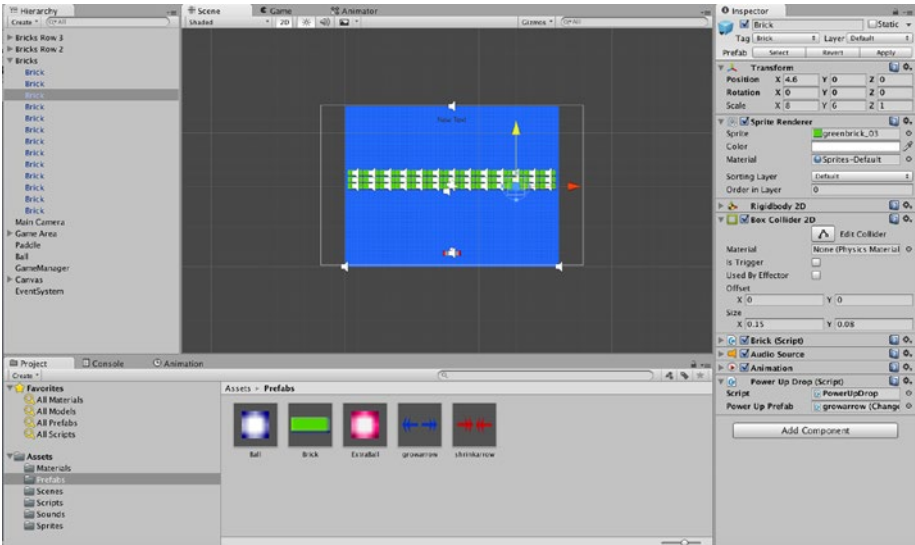 Hierarchy
Create
All
Bricks Row 3
Bricks Row 2
Bricks
Brick
Brick
Brick
Brick
Brick
Brick
Brick
Brick
Brick
Brick
Brick
Brick
Brick
Main Camera
Game Area
Paddle
Ball
GameManager
Canvas
EventSystem
Scene
Game
Animator
Shaded
2D
Gizmos
All
New Text
Project
Console
Animation
Create
Favorites
All Materials
All Models
All Prefabs
All Scripts
Assets
Materials
Prefabs
Scenes
Scripts
Sounds
Sprites
Assets Prefabs
Ball
Brick
ExtraBall
growarrow
shrinkarrow
Inspector
Brick
Static
Tag Brick
Layer Default
Prefab Select Revert Apply
Transform
Position X 4.6 Y 0 Z 0
Rotation X 0 Y 0 Z 0
Scale X 8 Y 6 Z 1
Sprite Renderer
Sprite greenbrick_03
Color
Material Sprites-Default
Sorting Layer Default
Order in Layer 0
Rigidbody 2D
Box Collider 2D
Edit Collider
Material None (Physics Material
Is Trigger
Used By Effector
Offset
X 0 Y 0
Size
X 0.15 Y 0.08
Brick (Script)
Audio Source
Animation
Power Up Drop (Script)
Script PowerUpDrop
Power Up Prefab growarrow (Change
Add Component